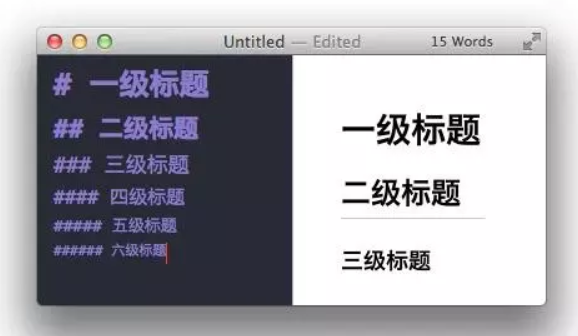 Untitled — Edited
15 Words
# 一级标题
## 二级标题
### 三级标题
#### 四级标题
##### 五级标题
###### 六级标题
一级标题
二级标题
三级标题